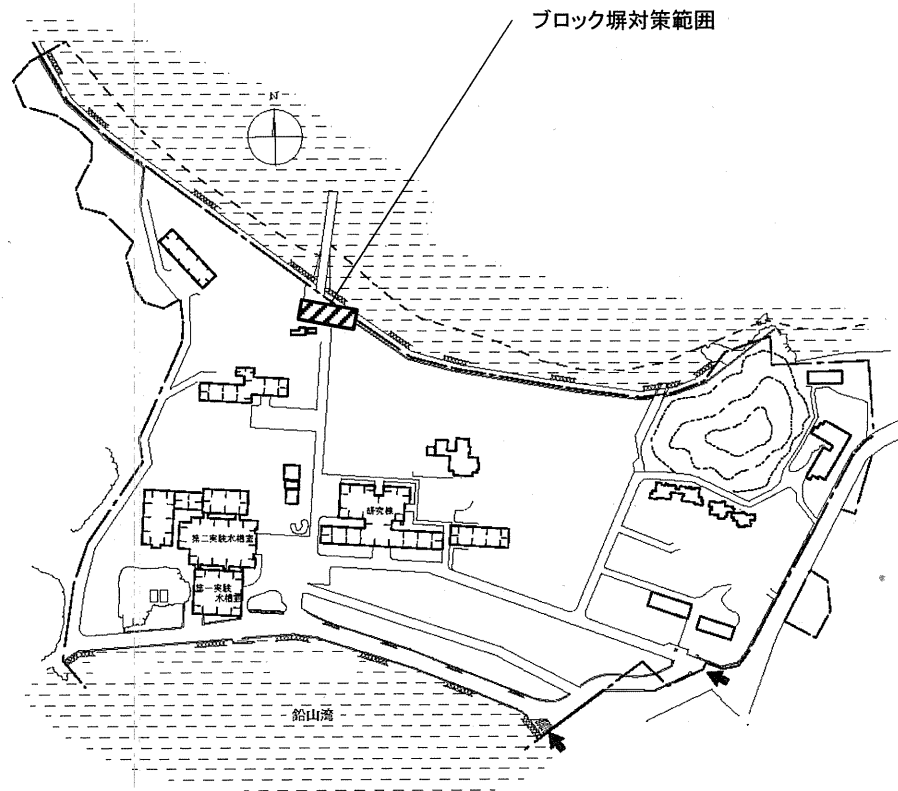 ブロック塀対策範囲
N
研究棟
第二実験水槽室
第一実験
水槽室
鉛山湾